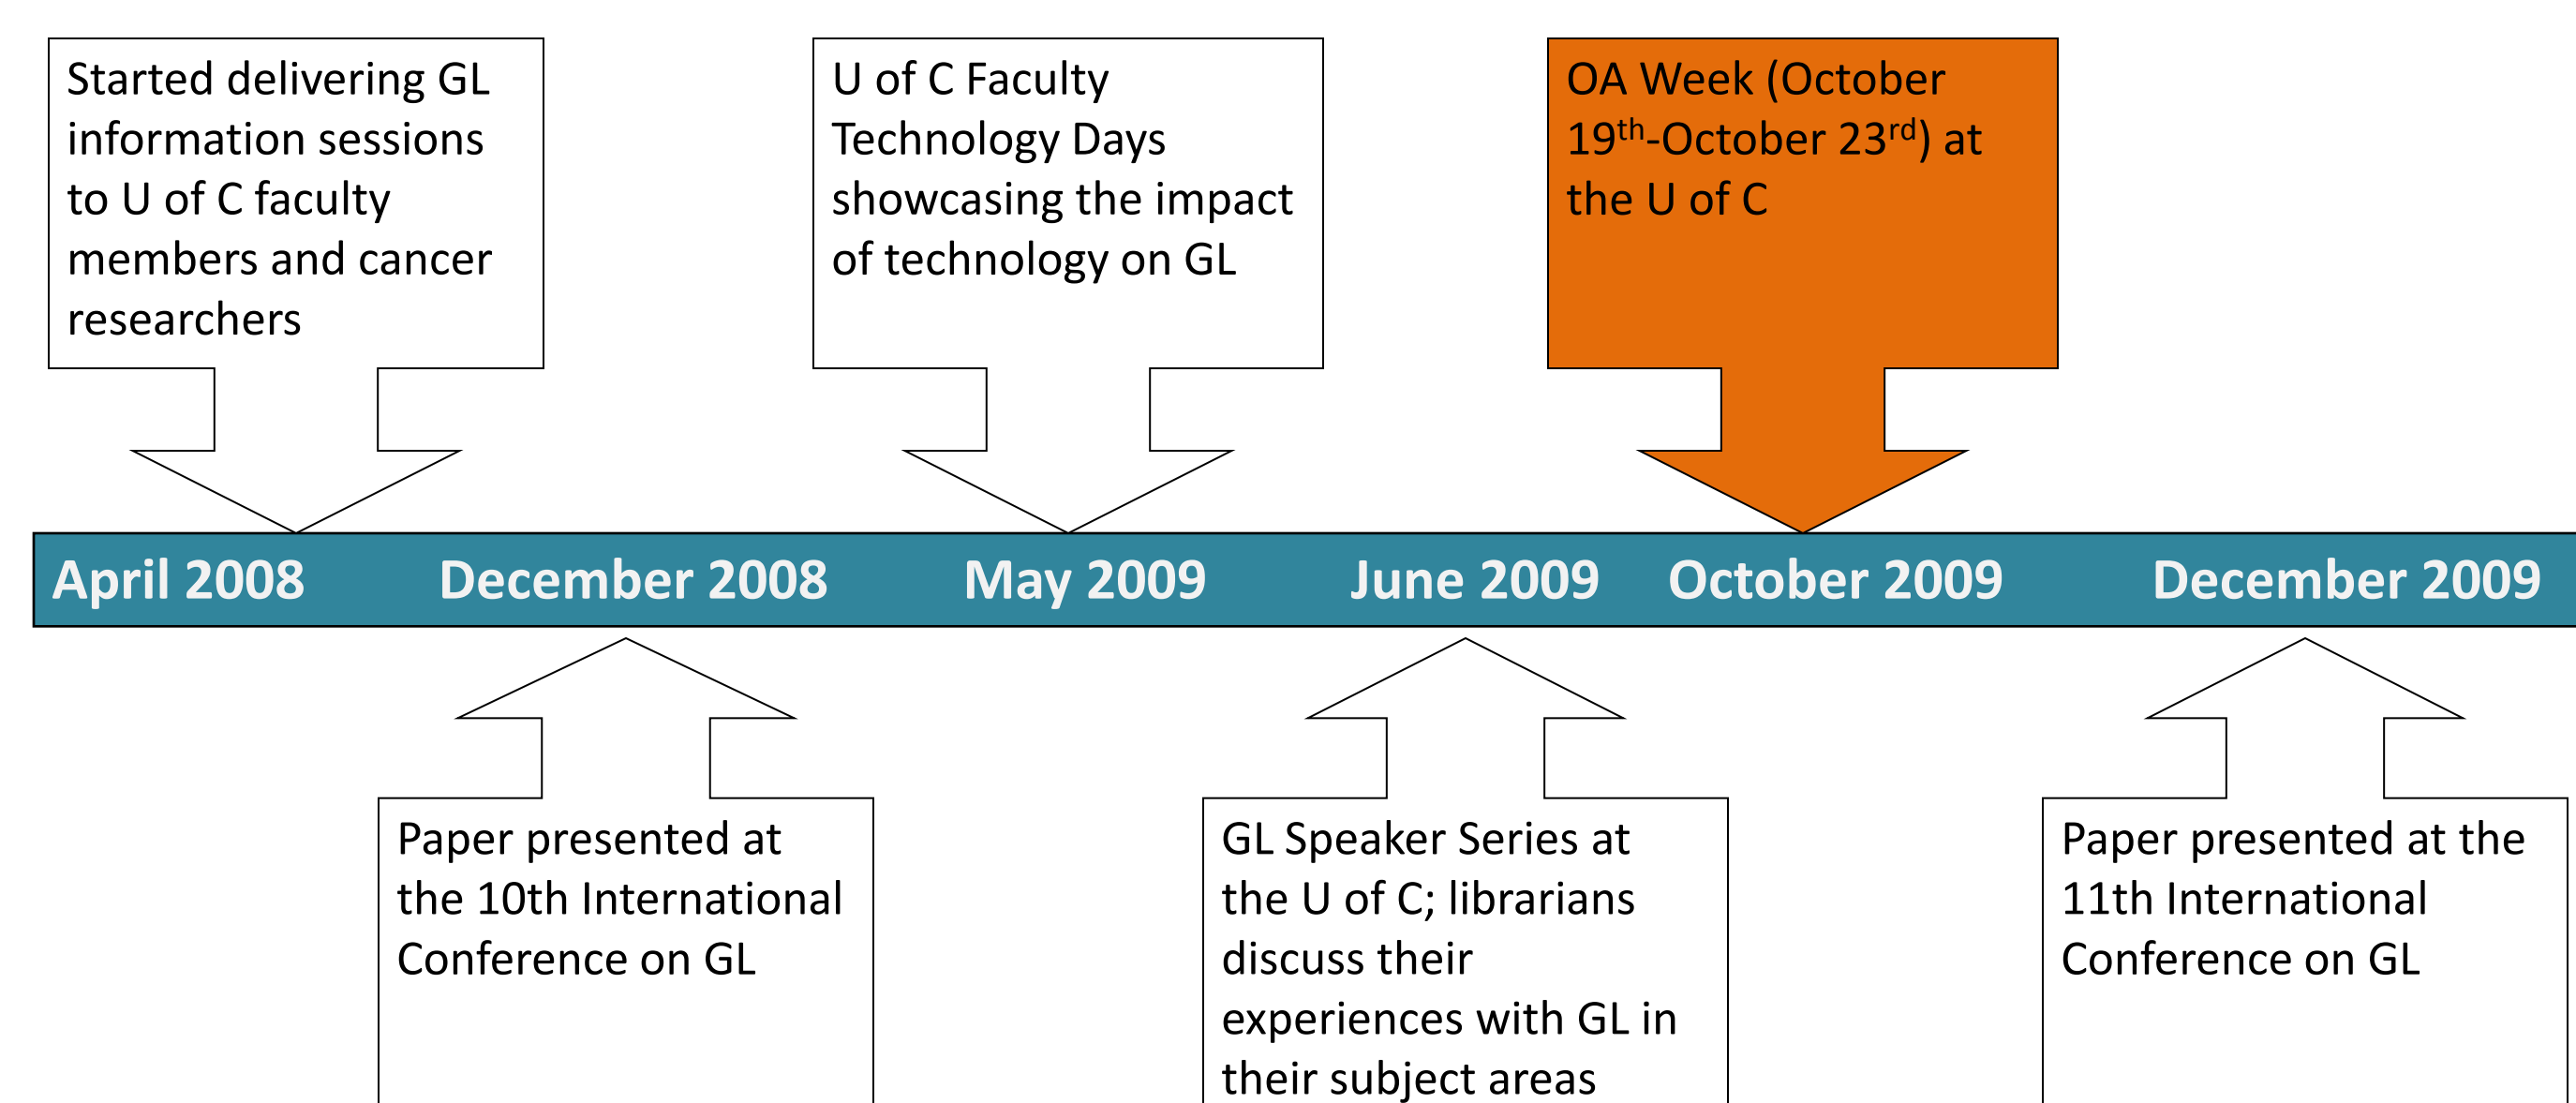 Started delivering GL
information sessions
to U of C faculty
members and cancer
researchers
U of C Faculty
Technology Days
showcasing the impact
of technology on GL
OA Week (October
19th-October 23rd) at
the U of C
April 2008 December 2008 May 2009 June 2009 October 2009 December 2009
Paper presented at
the 10th International
Conference on GL
GL Speaker Series at
the U of C; librarians
discuss their
experiences with GL in
their subject areas
Paper presented at the
11th International
Conference on GL